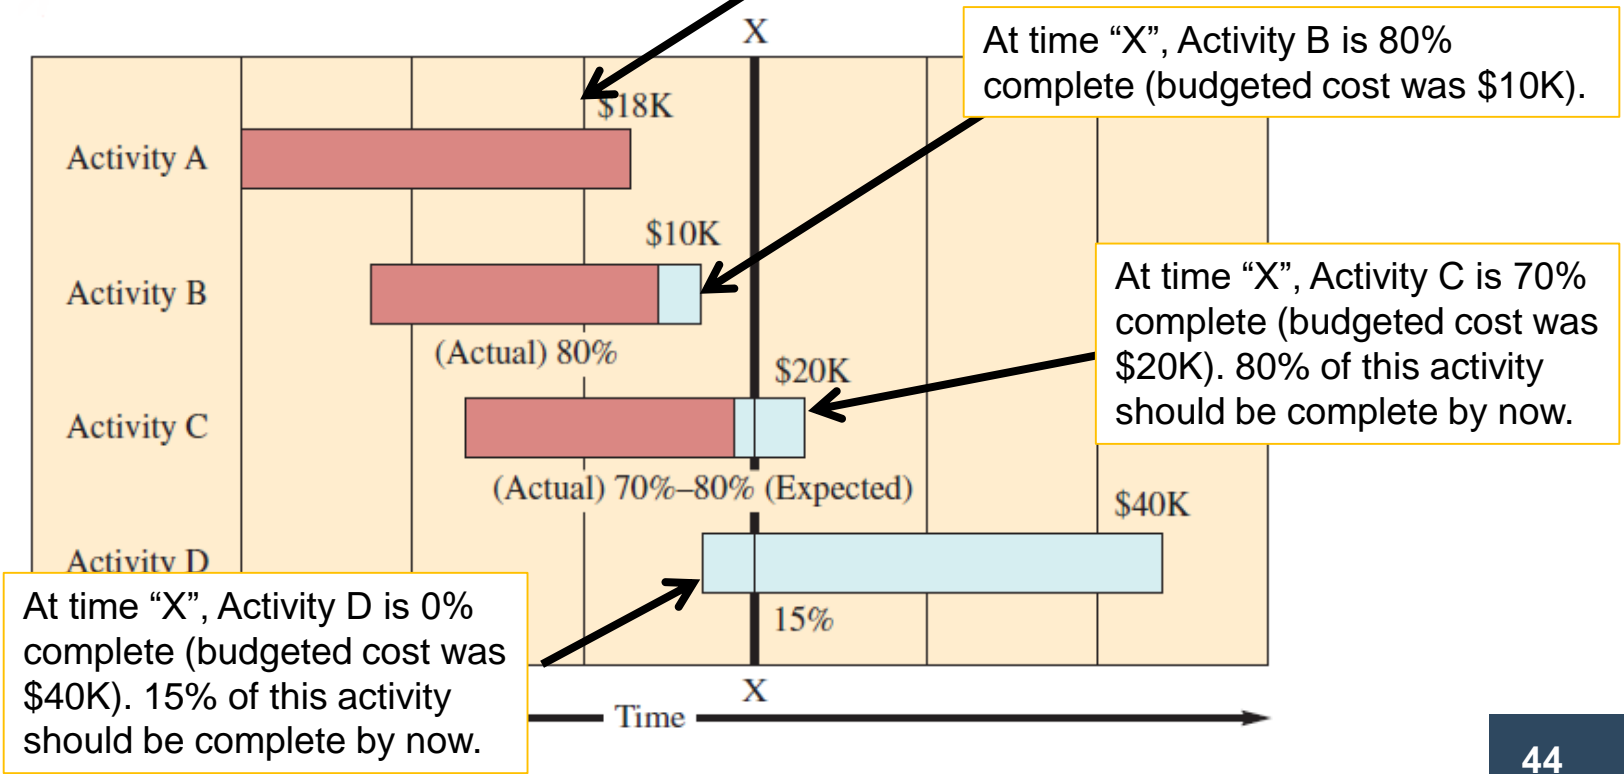 X
At time “X”, Activity B is 80%
complete (budgeted cost was $10K).
$18K
Activity A
$10K
Activity B
(Actual) 80%
At time “X”, Activity C is 70%
complete (budgeted cost was
$20K). 80% of this activity
should be complete by now.
$20K
Activity C
(Actual) 70%–80% (Expected)
$40K
Activity D
At time “X”, Activity D is 0%
complete (budgeted cost was
$40K). 15% of this activity
should be complete by now.
15%
X
Time
44